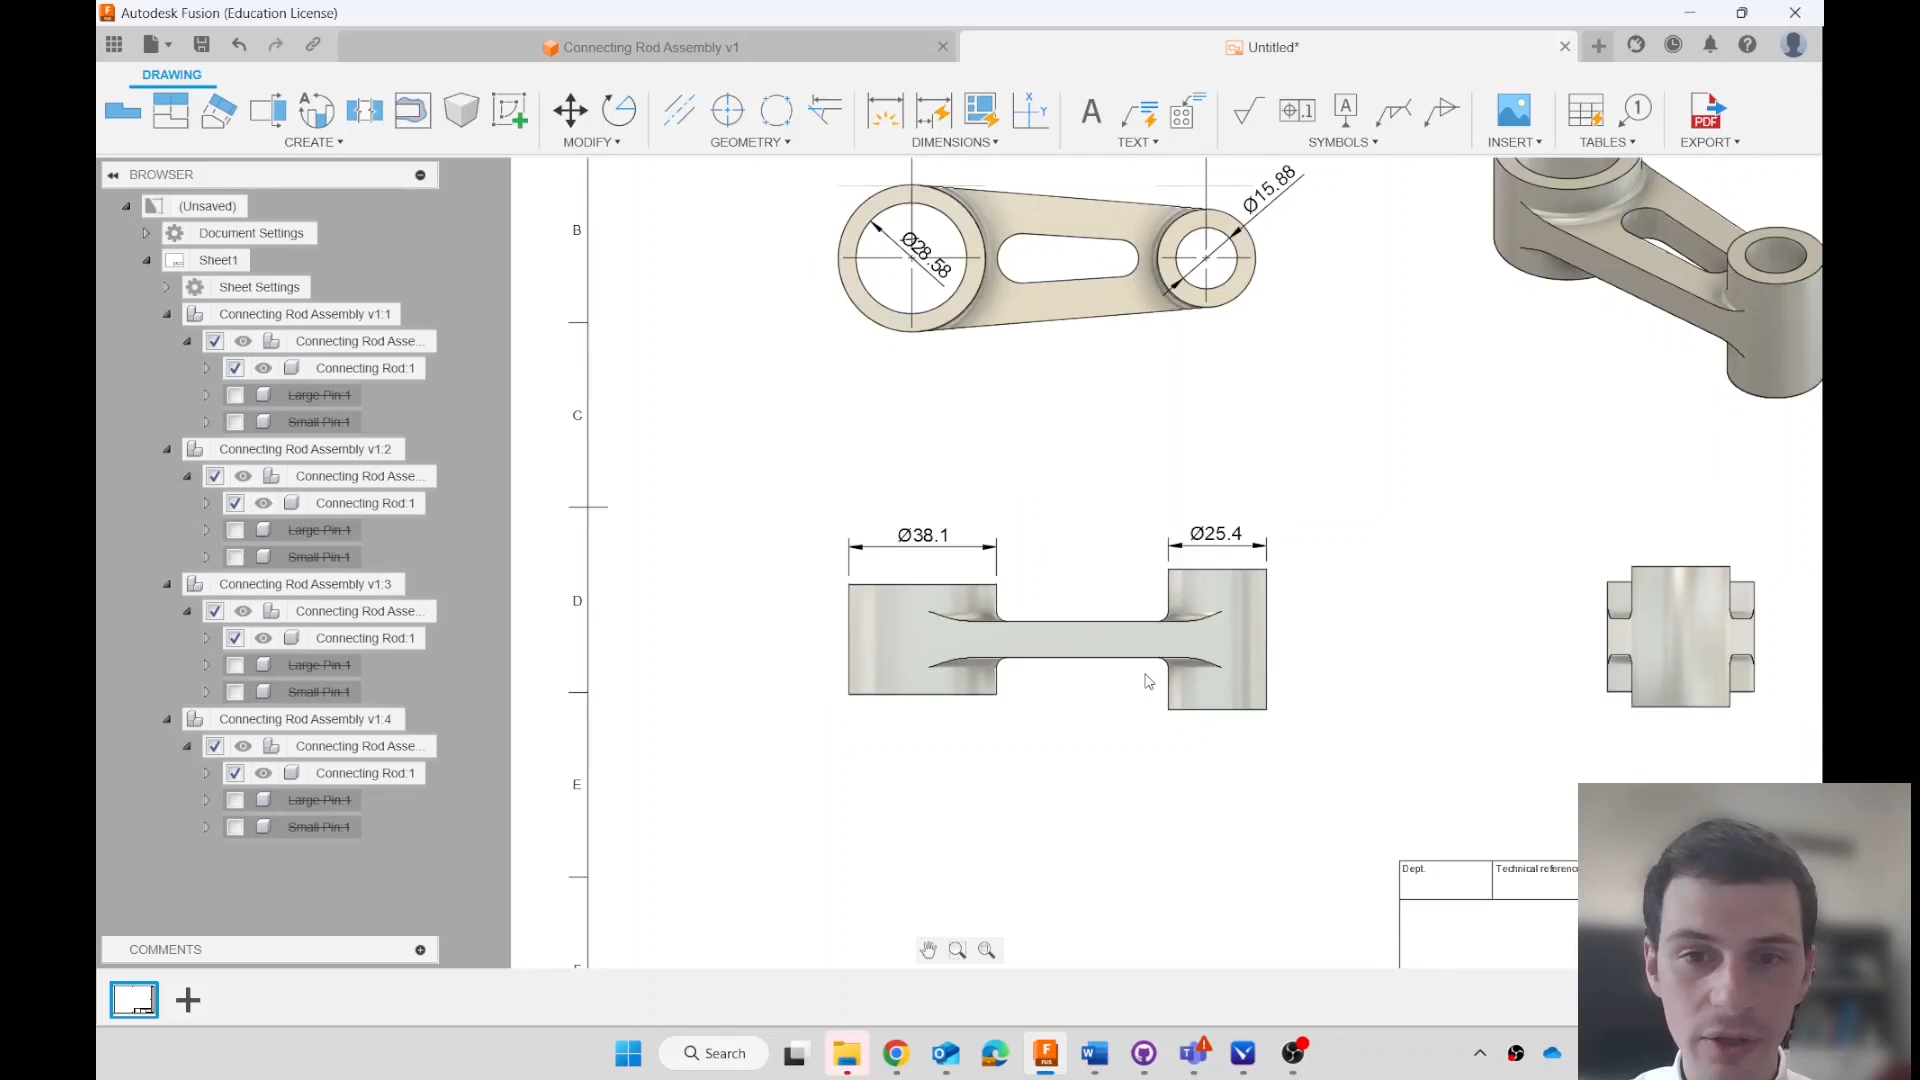 Autodesk Fusion (Education License)
Connecting Rod Assembly v1
Untitled*
DRAWING
CREATE
MODIFY
GEOMETRY
DIMENSIONS
TEXT
SYMBOLS
INSERT
TABLES
EXPORT
BROWSER
(Unsaved)
Document Settings
Sheet1
Sheet Settings
Connecting Rod Assembly v1:1
Connecting Rod Asse...
Connecting Rod:1
Large Pin:1
Small Pin:1
Connecting Rod Assembly v1:2
Connecting Rod Asse...
Connecting Rod:1
Large Pin:1
Small Pin:1
Connecting Rod Assembly v1:3
Connecting Rod Asse...
Connecting Rod:1
Large Pin:1
Small Pin:1
Connecting Rod Assembly v1:4
Connecting Rod Asse...
Connecting Rod:1
Large Pin:1
Small Pin:1
COMMENTS
B
C
D
E
Ø28.58
Ø15.88
Ø38.1
Ø25.4
Dept.
Technical reference
Search